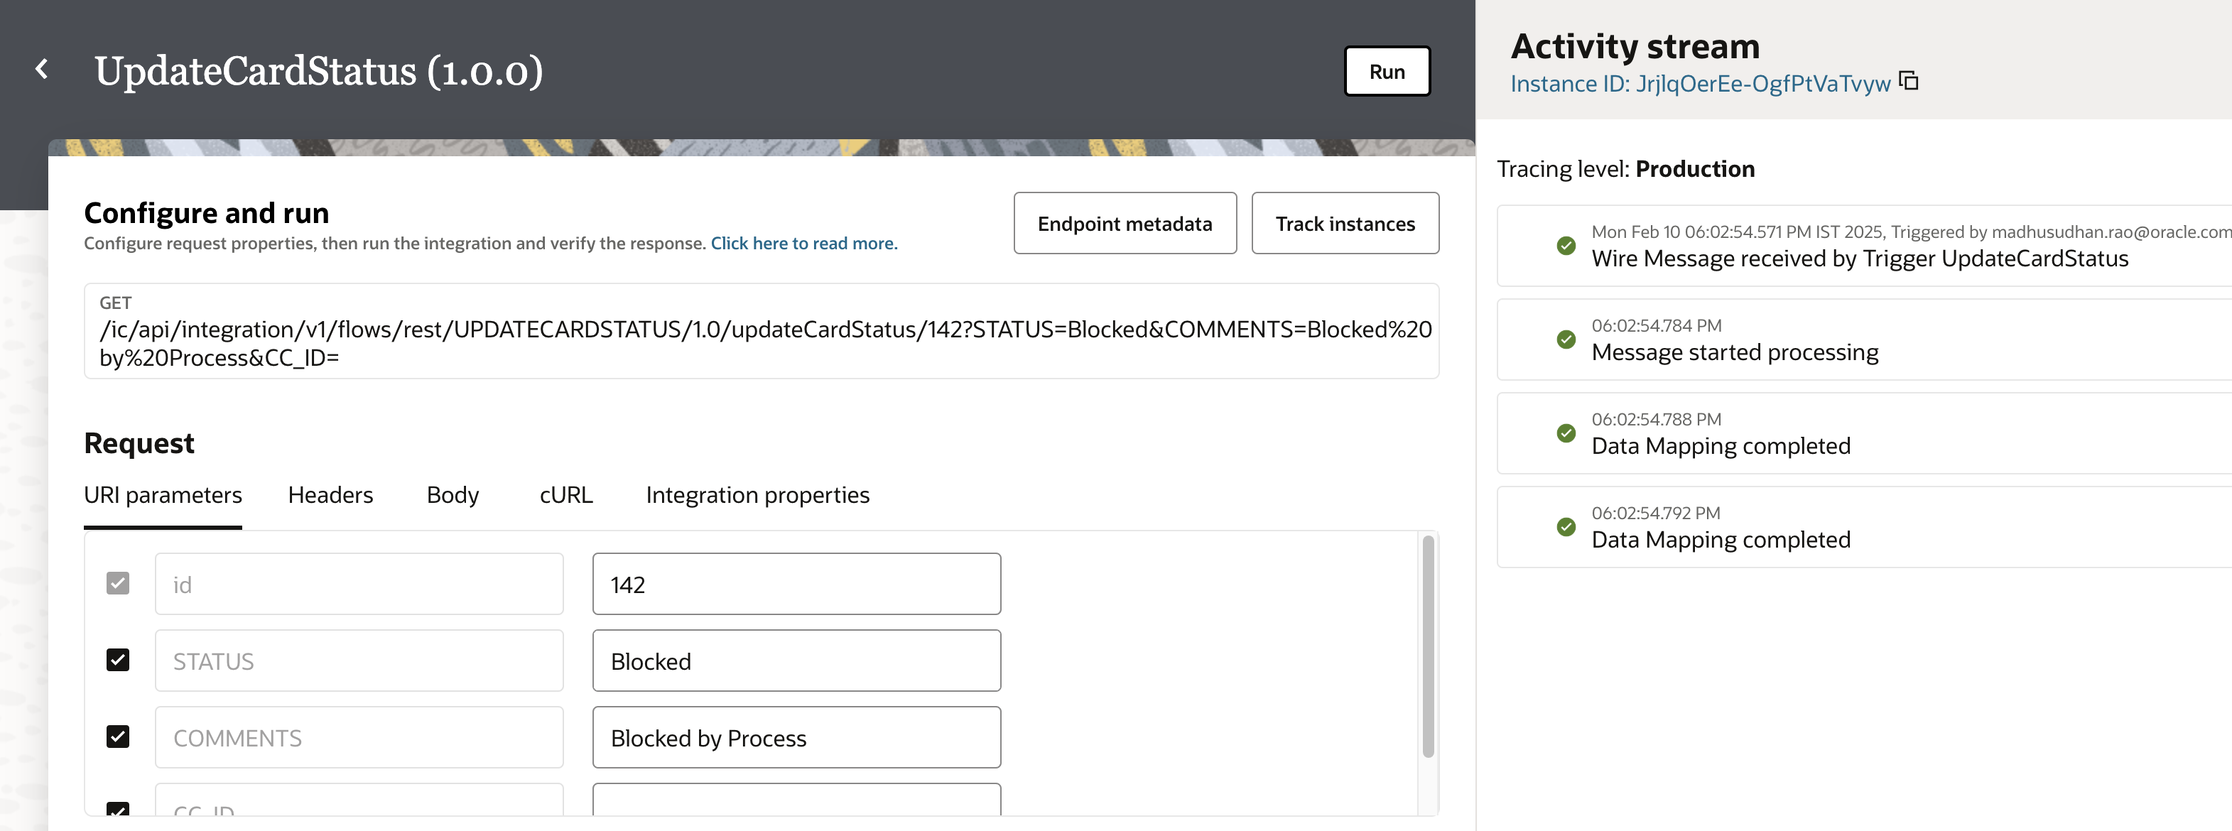 UpdateCardStatus (1.0.0)
Run
Configure and run
Configure request properties, then run the integration and verify the response. Click here to read more.
Endpoint metadata
Track instances
GET
/ic/api/integration/v1/flows/rest/UPDATECARDSTATUS/1.0/updateCardStatus/142?STATUS=Blocked&COMMENTS=Blocked%20
by%20Process&CC_ID=
Request
URI parameters
Headers
Body
cURL
Integration properties
id
142
STATUS
Blocked
COMMENTS
Blocked by Process
CC_ID
Activity stream
Instance ID: JrjlqOerEe-OgfPtVaTvyw
Tracing level: Production
Mon Feb 10 06:02:54.571 PM IST 2025, Triggered by madhusudhan.rao@oracle.com
Wire Message received by Trigger UpdateCardStatus
06:02:54.784 PM
Message started processing
06:02:54.788 PM
Data Mapping completed
06:02:54.792 PM
Data Mapping completed